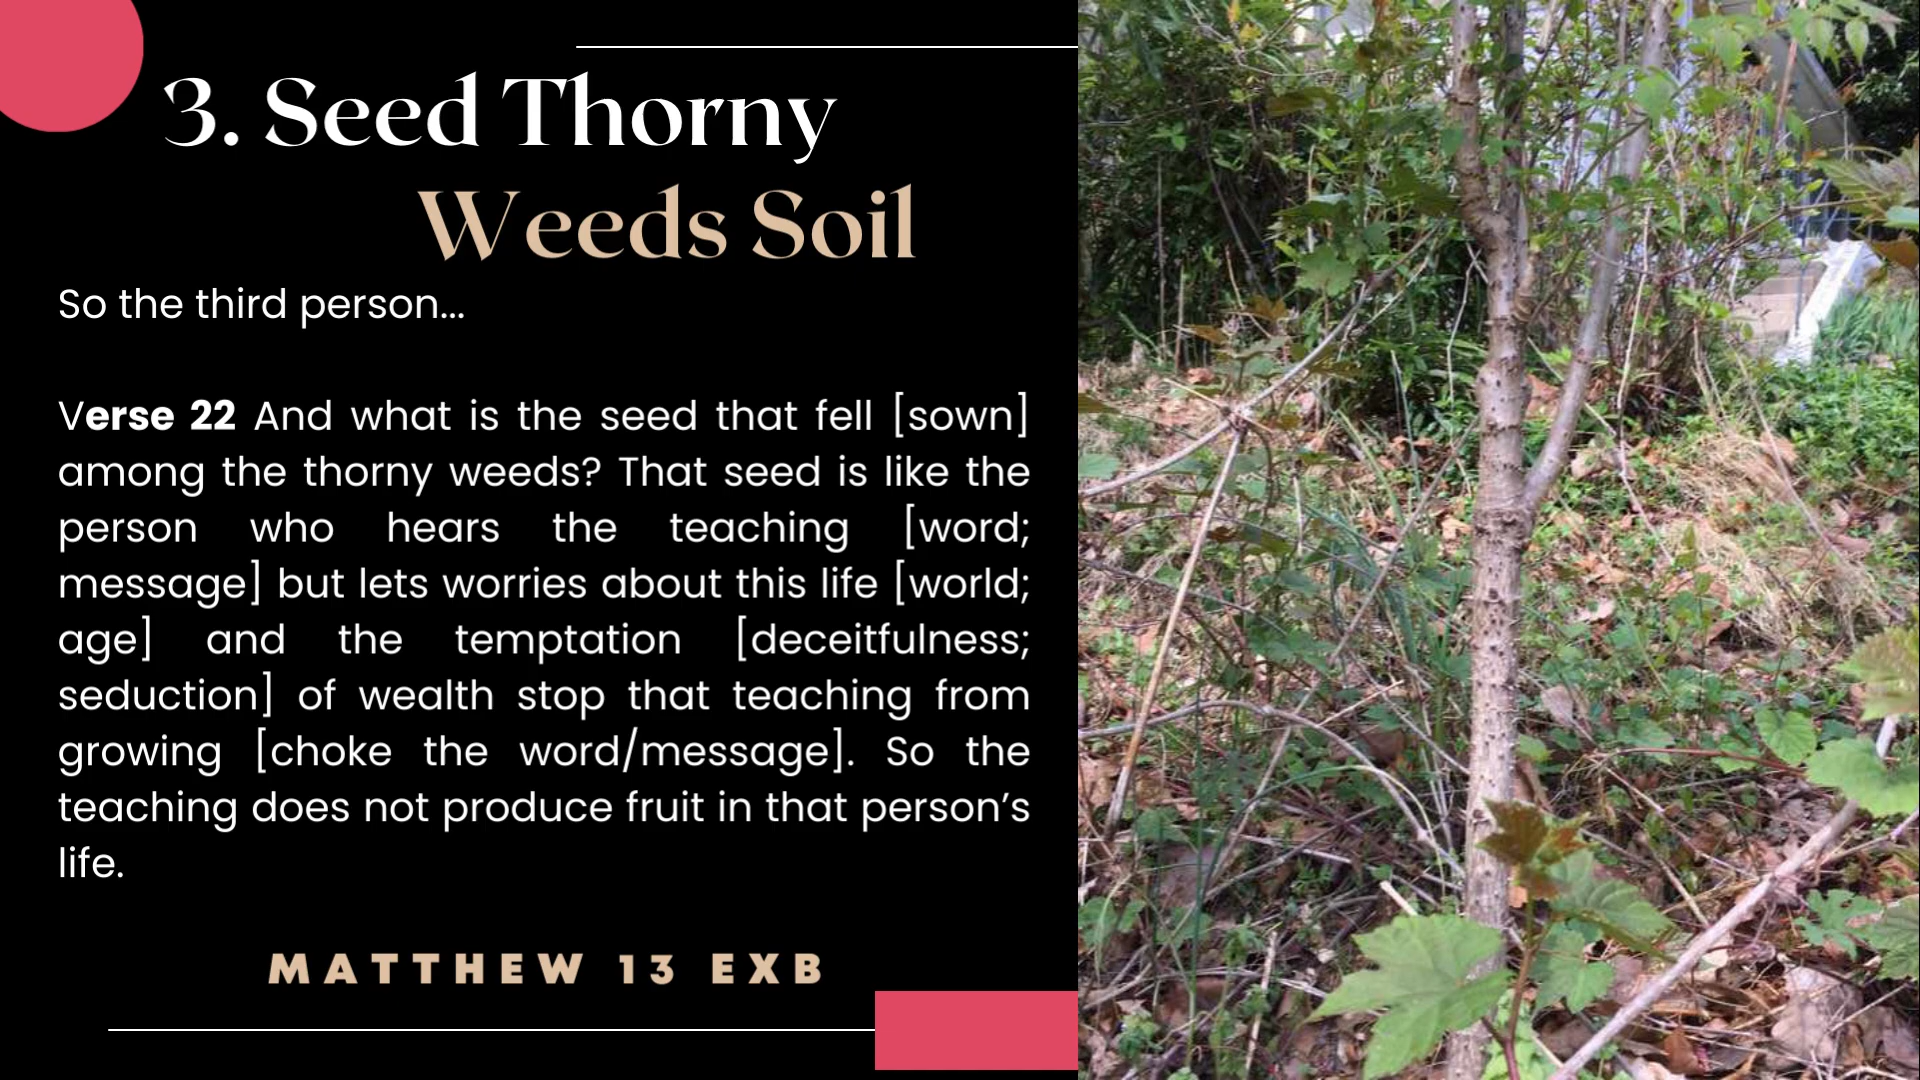 3. Seed Thorny
Weeds Soil
So the third person...
Verse 22 And what is the seed that fell [sown]
among the thorny weeds? That seed is like the
person who hears the teaching [word;
message] but lets worries about this life [world;
age] and the temptation [deceitfulness;
seduction] of wealth stop that teaching from
growing [choke the word/message]. So the
teaching does not produce fruit in that person’s
life.
MATTHEW 13 EXB